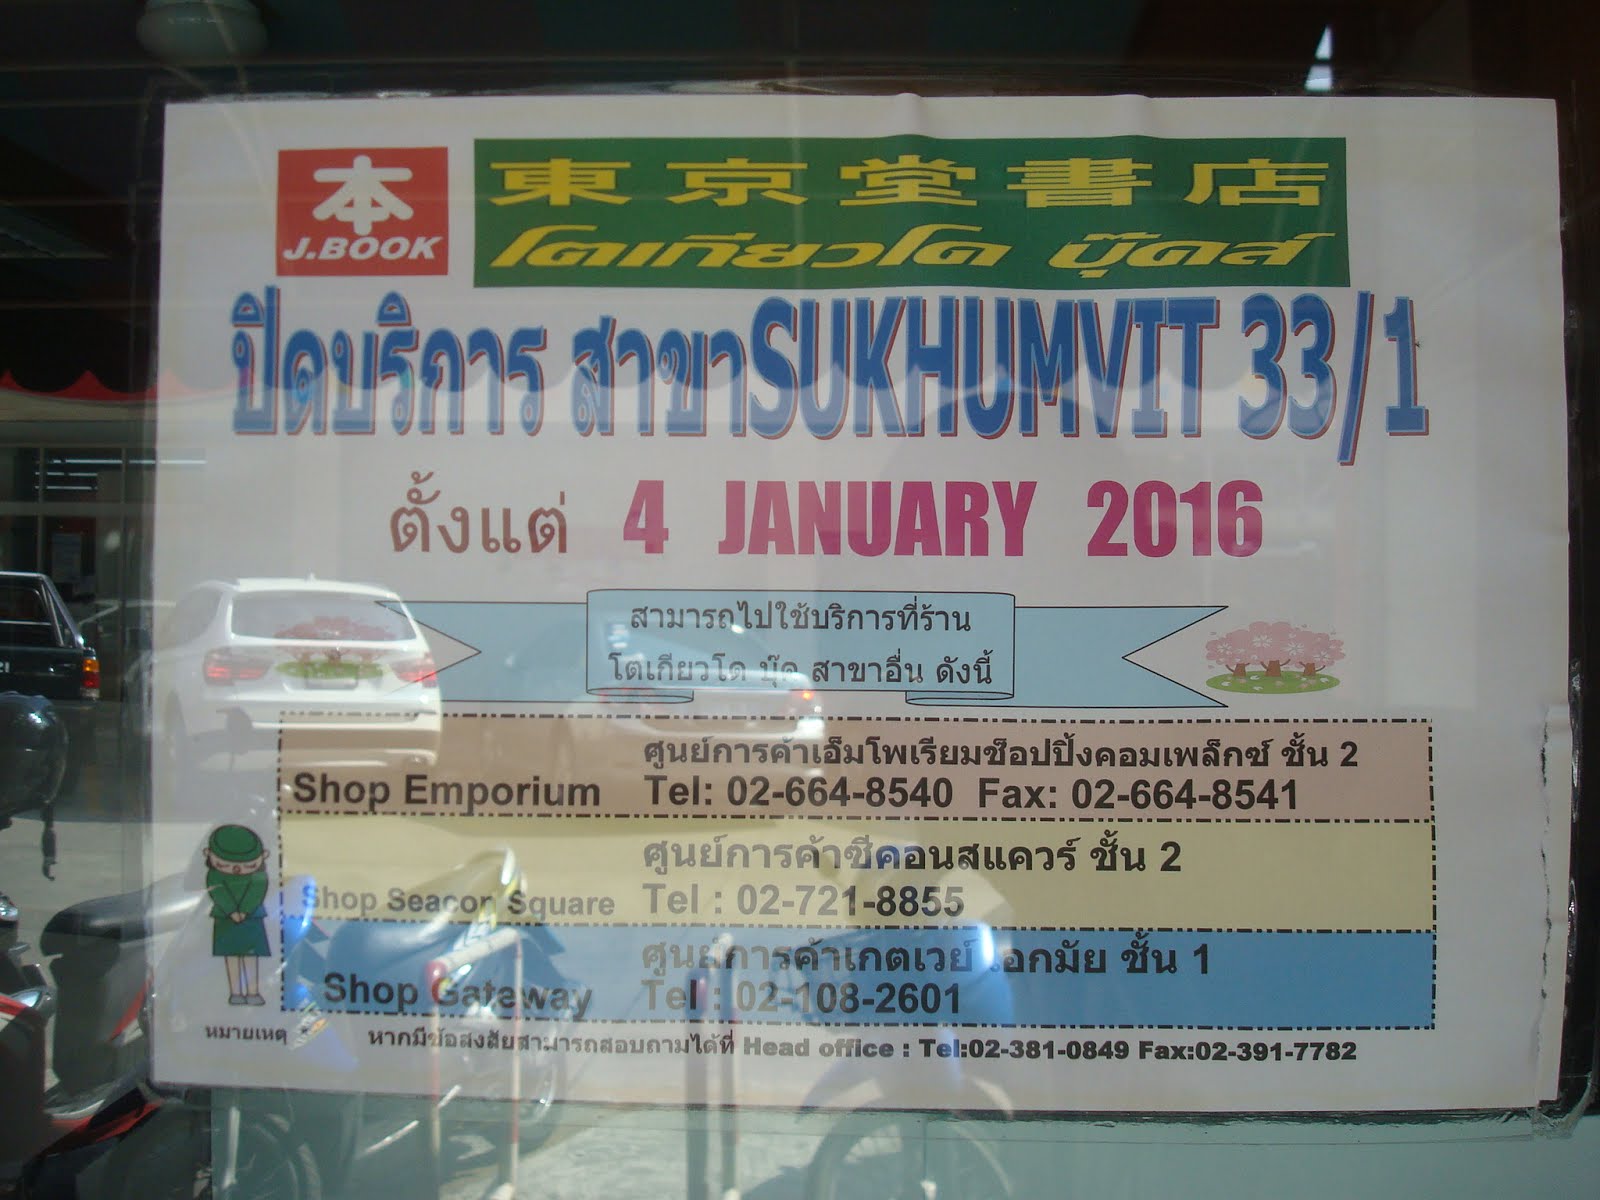 本
J.BOOK
東京堂書店
โตเกียวโด บุ๊คส์
ปิดบริการ สาขาSUKHUMVIT 33/1
ตั้งแต่ 4 JANUARY 2016
สามารถไปใช้บริการที่ร้าน
โตเกียวโด บุ๊ค สาขาอื่น ดังนี้
ศูนย์การค้าเอ็มโพเรียมช็อปปิ้งคอมเพล็กซ์ ชั้น 2
Shop Emporium Tel: 02-664-8540 Fax: 02-664-8541
ศูนย์การค้าซีคอนสแควร์ ชั้น 2
Shop Seacon Square Tel : 02-721-8855
ศูนย์การค้าเกตเวย์ เอกมัย ชั้น 1
Shop Gateway Tel : 02-108-2601
หมายเหตุ หากมีข้อสงสัยสามารถสอบถามได้ที่ Head office : Tel:02-381-0849 Fax:02-391-7782